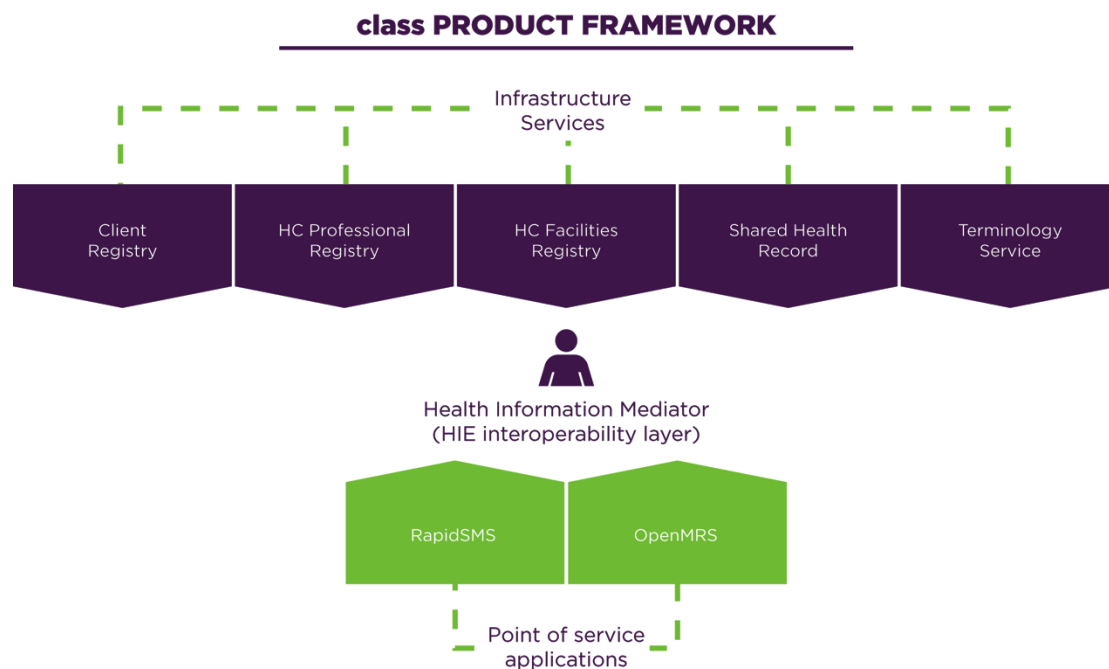 class PRODUCT FRAMEWORK
Infrastructure
Services
Client
Registry
HC Professional
Registry
HC Facilities
Registry
Shared Health
Record
Terminology
Service
Health Information Mediator
(HIE interoperability layer)
RapidSMS
OpenMRS
Point of service
applications